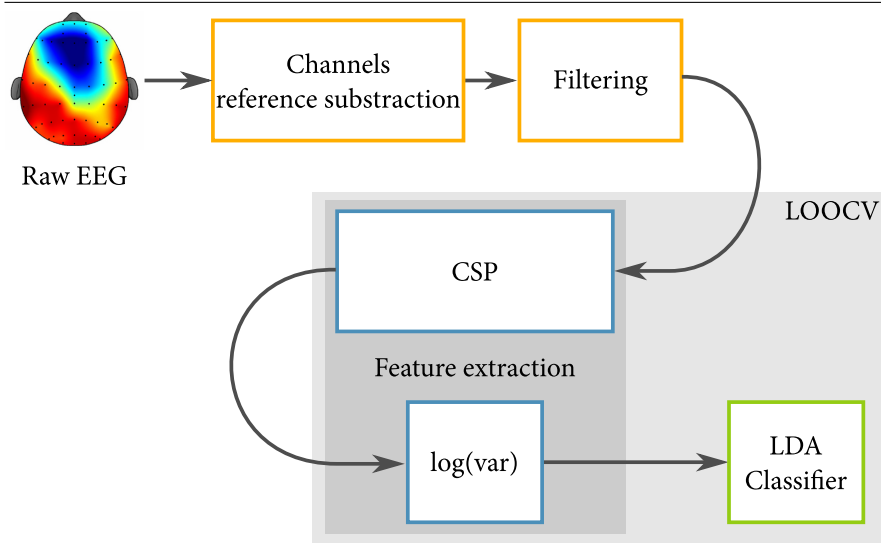 Channels
reference substraction
Filtering
Raw EEG
LOOCV
CSP
Feature extraction
log(var)
LDA
Classifier